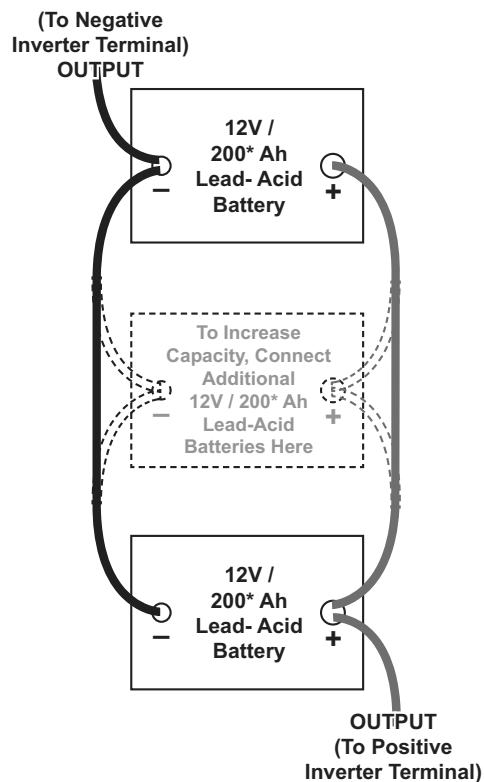 (To Negative
Inverter Terminal)
OUTPUT
12V /
200* Ah
Lead- Acid
Battery
– +
To Increase
Capacity, Connect
Additional
12V / 200* Ah
Lead-Acid
Batteries Here
– +
12V /
200* Ah
Lead- Acid
Battery
– +
OUTPUT
(To Positive
Inverter Terminal)